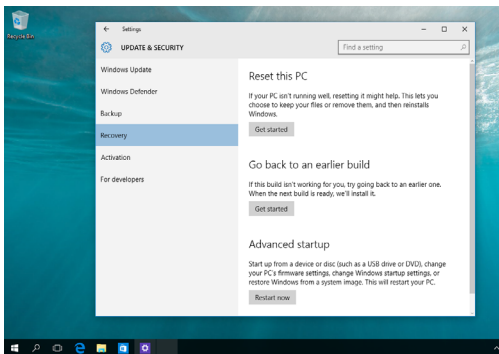 Recycle Bin
Settings
UPDATE & SECURITY
Find a setting
Windows Update
Windows Defender
Backup
Recovery
Activation
For developers
Reset this PC
If your PC isn't running well, resetting it might help. This lets you
choose to keep your files or remove them, and then reinstalls
Windows.
Get started
Go back to an earlier build
If this build isn't working for you, try going back to an earlier one.
When the next build is ready, we'll install it.
Get started
Advanced startup
Start up from a device or disc (such as a USB drive or DVD), change
your PC's firmware settings, change Windows startup settings, or
restore Windows from a system image. This will restart your PC.
Restart now